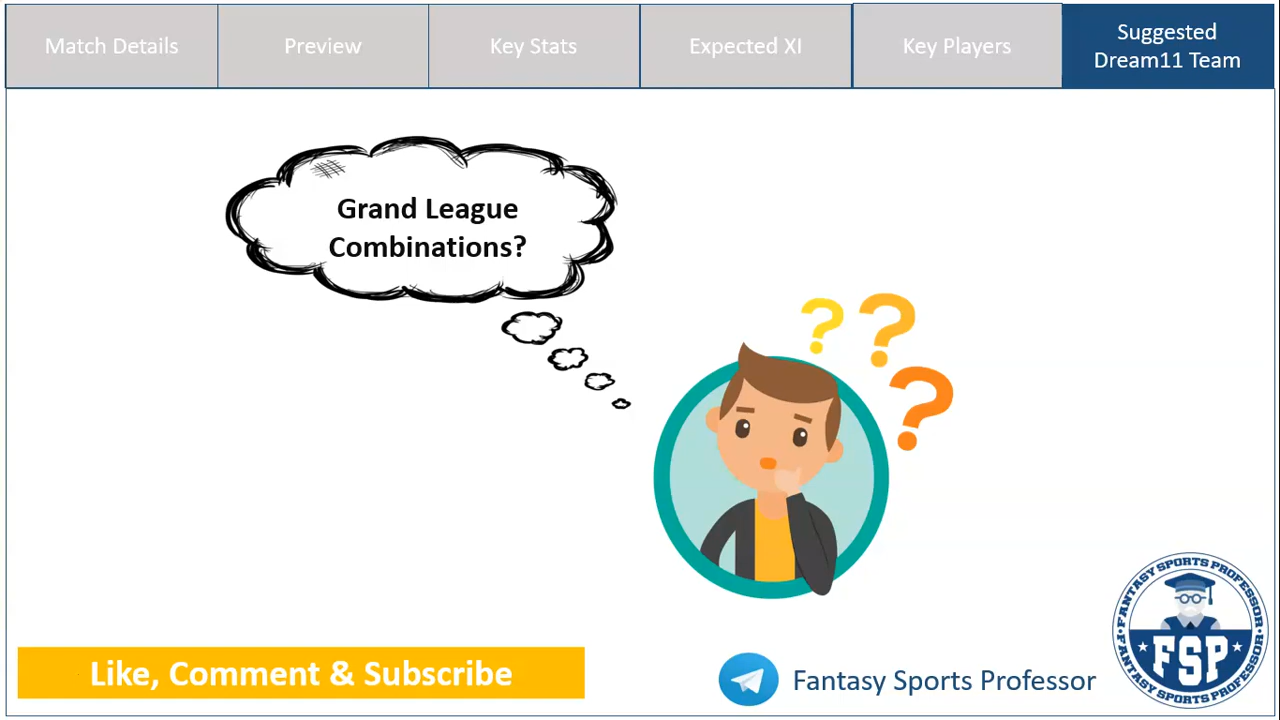 Match Details
Preview
Key Stats
Expected XI
Key Players
Suggested
Dream11 Team
Grand League
Combinations?
? ? ?
Like, Comment & Subscribe
Fantasy Sports Professor
FANTASY SPORTS PROFESSOR
FSP
FANTASY SPORTS PROFESSOR